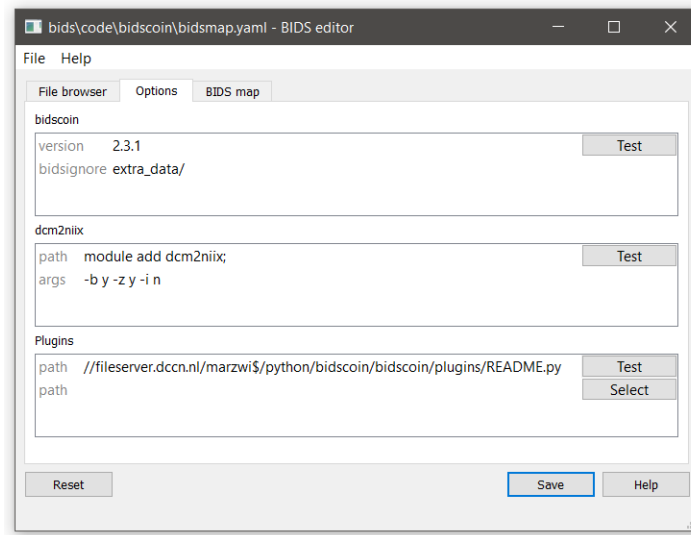 bids\code\bidscoin\bidsmap.yaml - BIDS editor
File Help
File browser Options BIDS map
bidscoin
version 2.3.1 Test
bidsignore extra_data/
dcm2niix
path module add dcm2niix; Test
args -b y -z y -i n
Plugins
path //fileserver.dccn.nl/marzwi$/python/bidscoin/bidscoin/plugins/README.py Test
path Select
Reset Save Help